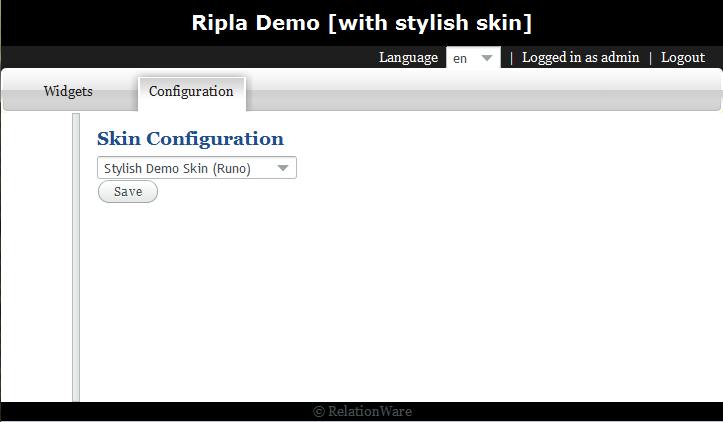 Ripla Demo [with stylish skin]
Language en | Logged in as admin | Logout
Widgets Configuration
Skin Configuration
Stylish Demo Skin (Runo)
Save
© RelationWare